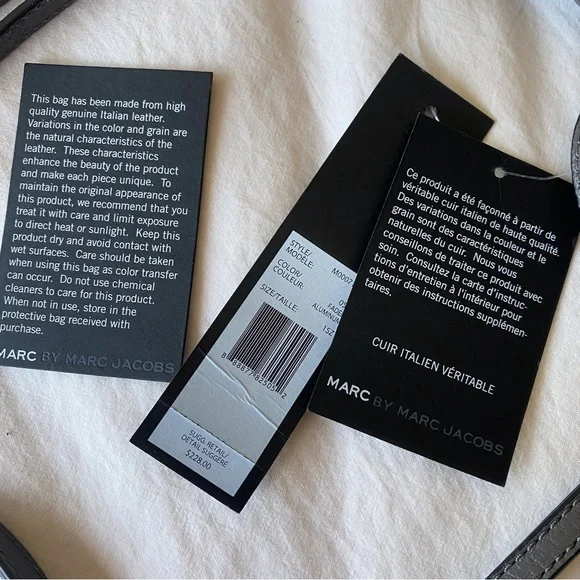 This bag has been made from high
quality genuine Italian leather.
Variations in the color and grain are
the natural characteristics of the
leather. These characteristics
enhance the beauty of the product
and make each piece unique. To
maintain the original appearance of
this product, we recommend that you
treat it with care and limit exposure
to direct heat or sunlight. Keep this
product dry and avoid contact with
wet surfaces. Care should be taken
when using this bag as color transfer
can occur. Do not use chemical
cleaners to care for this product.
When not in use, store in the
protective bag received with
purchase.
MARC BY MARC JACOBS
STYLE/
MODÈLE:
M0007
COLOR/
COULEUR:
ALUMINUM
SIZE/TAILLE:
1SZ
SUGG. RETAIL/
DÉTAIL SUGGÉRÉ
$228.00
Ce produit a été façonné à partir de
véritable cuir italien de haute qualité.
Des variations dans la couleur et le
grain sont des caractéristiques
naturelles du cuir. Nous vous
conseillons de traiter ce produit avec
soin. Consultez la carte d'instruc-
tions d'entretien à l'intérieur pour
obtenir des instructions supplémen-
taires.
CUIR ITALIEN VÉRITABLE
MARC BY MARC JACOBS